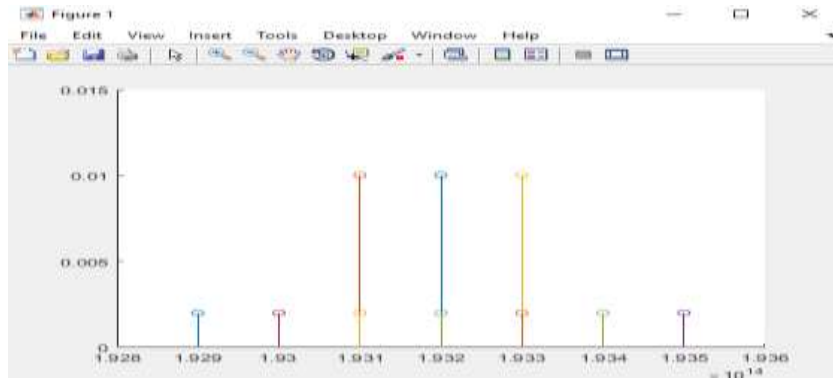 Figure 1
File Edit View Insert Tools Desktop Window Help
0.015
0.01
0.005
0
1.928 1.929 1.93 1.931 1.932 1.933 1.934 1.935 1.936
× 10^14